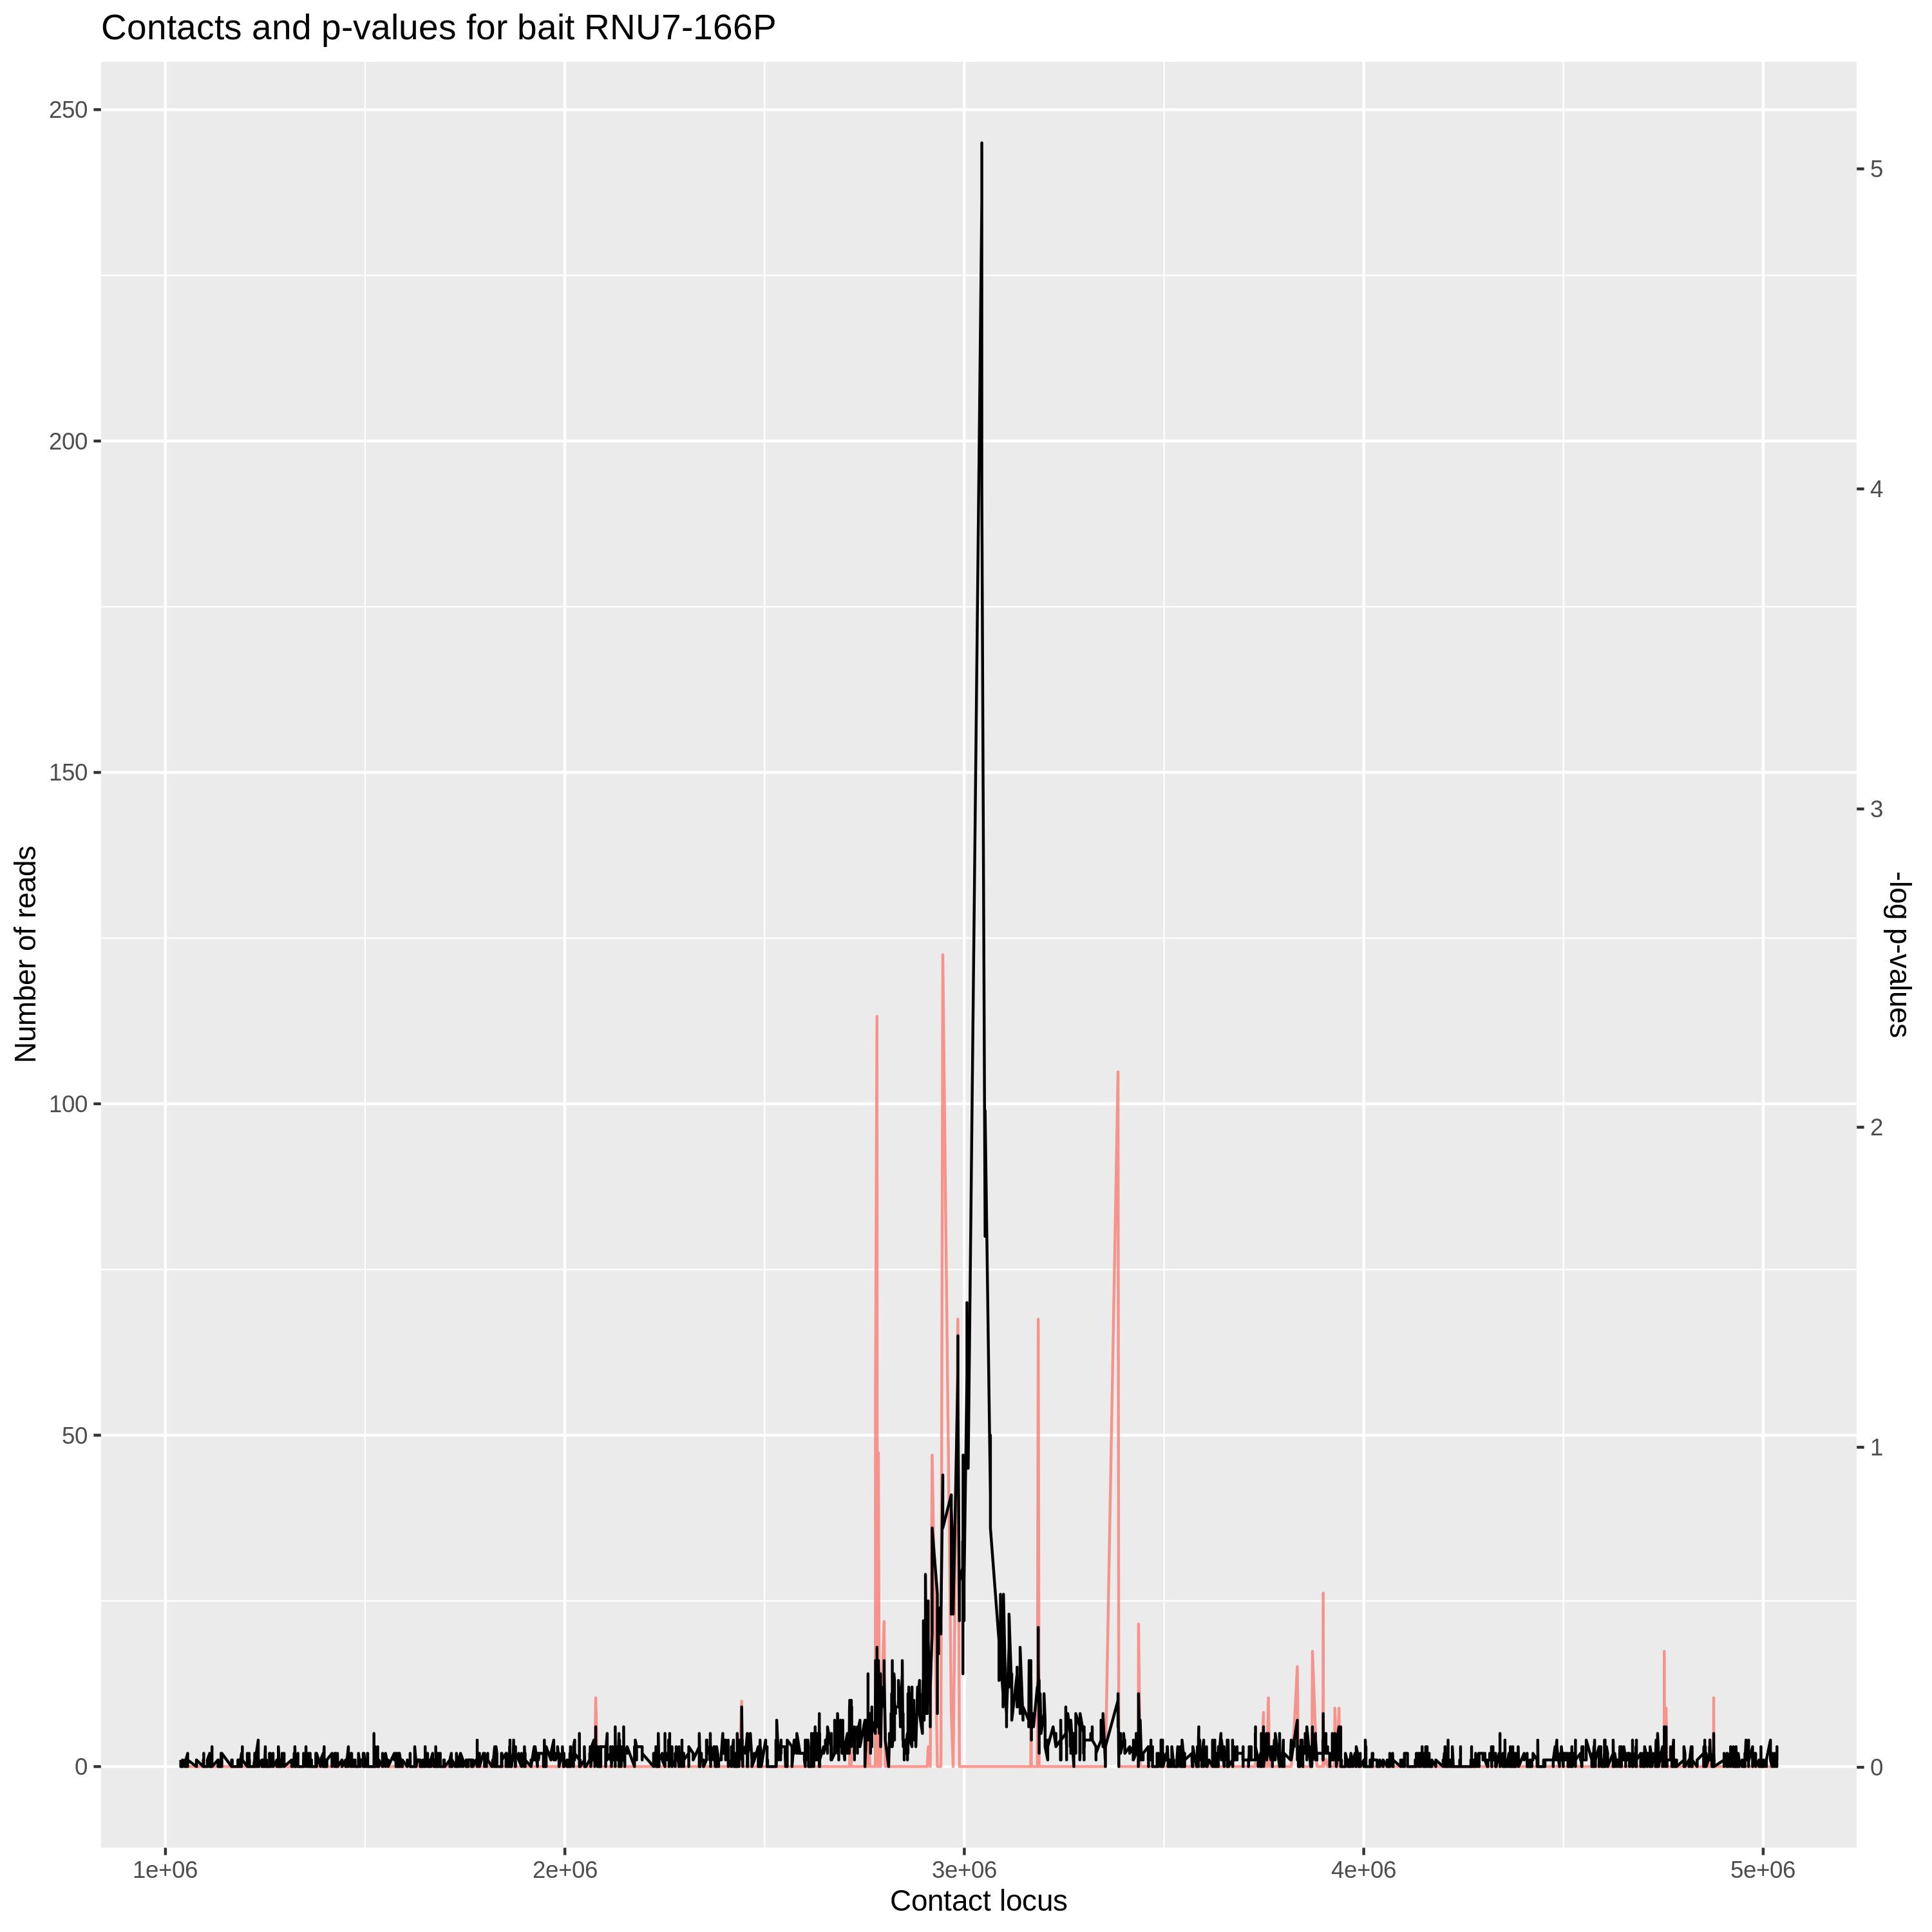 Contacts and p-values for bait RNU7-166P
250
200
150
100
50
0
Number of reads
5
4
3
2
1
0
-log p-values
1e+06 2e+06 3e+06 4e+06 5e+06
Contact locus